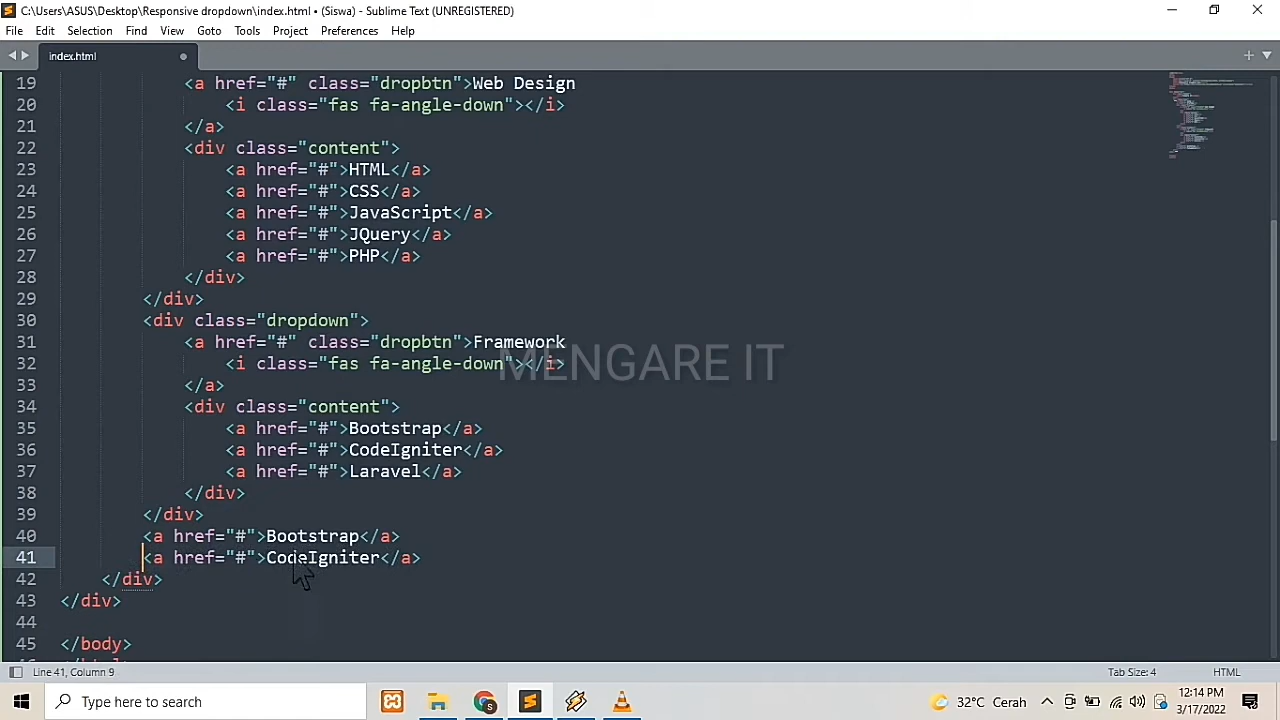 C:\Users\ASUS\Desktop\Responsive dropdown\index.html • (Siswa) - Sublime Text (UNREGISTERED)
File Edit Selection Find View Goto Tools Project Preferences Help
index.html
19 <a href="#" class="dropbtn">Web Design
20 <i class="fas fa-angle-down"></i>
21 </a>
22 <div class="content">
23 <a href="#">HTML</a>
24 <a href="#">CSS</a>
25 <a href="#">JavaScript</a>
26 <a href="#">JQuery</a>
27 <a href="#">PHP</a>
28 </div>
29 </div>
30 <div class="dropdown">
31 <a href="#" class="dropbtn">Framework
32 <i class="fas fa-angle-down"></i>
MENGARE IT
33 </a>
34 <div class="content">
35 <a href="#">Bootstrap</a>
36 <a href="#">CodeIgniter</a>
37 <a href="#">Laravel</a>
38 </div>
39 </div>
40 <a href="#">Bootstrap</a>
41 <a href="#">CodeIgniter</a>
42 </div>
43 </div>
44
45 </body>
Line 41, Column 9 Tab Size: 4 HTML
Type here to search 32°C Cerah 12:14 PM
3/17/2022